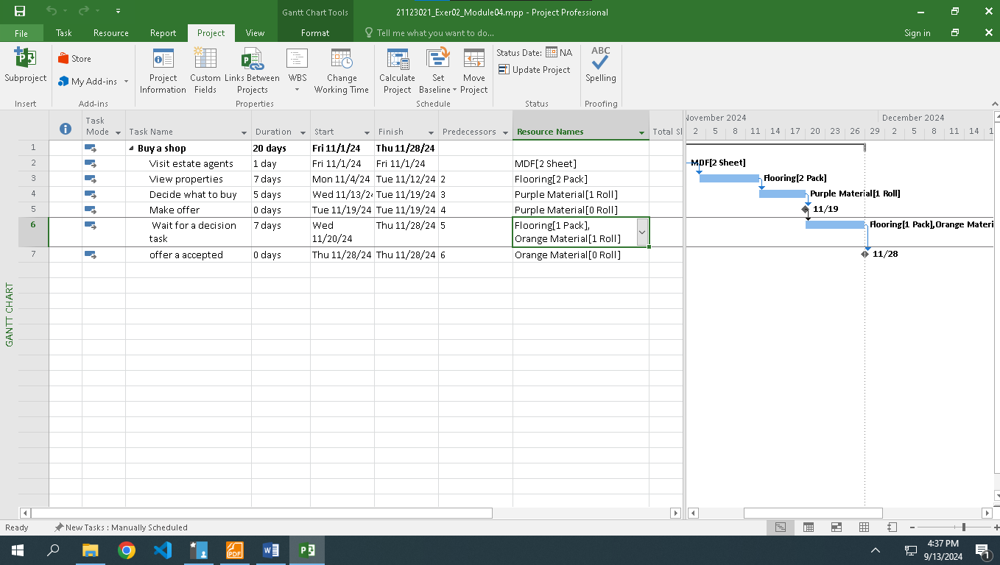 Gantt Chart Tools
21123021_Exer02_Module04.mpp - Project Professional
File Task Resource Report Project View Format Tell me what you want to do... Sign in
Subproject
Store
My Add-ins
Project Information
Custom Fields
Links Between Projects
WBS
Change Working Time
Calculate Project
Set Baseline
Move Project
Status Date: NA
Update Project
ABC
Spelling
Insert Add-ins Properties Schedule Status Proofing
Task Mode Task Name Duration Start Finish Predecessors Resource Names
November 2024 December 2024
2 5 8 11 14 17 20 23 26 29 2 5 8 11 14
1 Buy a shop 20 days Fri 11/1/24 Thu 11/28/24
2 Visit estate agents 1 day Fri 11/1/24 Fri 11/1/24 MDF[2 Sheet] MDF[2 Sheet]
3 View properties 7 days Mon 11/4/24 Tue 11/12/24 2 Flooring[2 Pack] Flooring[2 Pack]
4 Decide what to buy 5 days Wed 11/13/24 Tue 11/19/24 3 Purple Material[1 Roll] Purple Material[1 Roll]
5 Make offer 0 days Tue 11/19/24 Tue 11/19/24 4 Purple Material[0 Roll] 11/19
6 Wait for a decision 7 days Wed Thu 11/28/24 5 Flooring[1 Pack], Flooring[1 Pack],Orange Materi
task 11/20/24 Orange Material[1 Roll]
7 offer a accepted 0 days Thu 11/28/24 Thu 11/28/24 6 Orange Material[0 Roll] 11/28
GANTT CHART
Ready New Tasks : Manually Scheduled
4:37 PM
9/13/2024
1